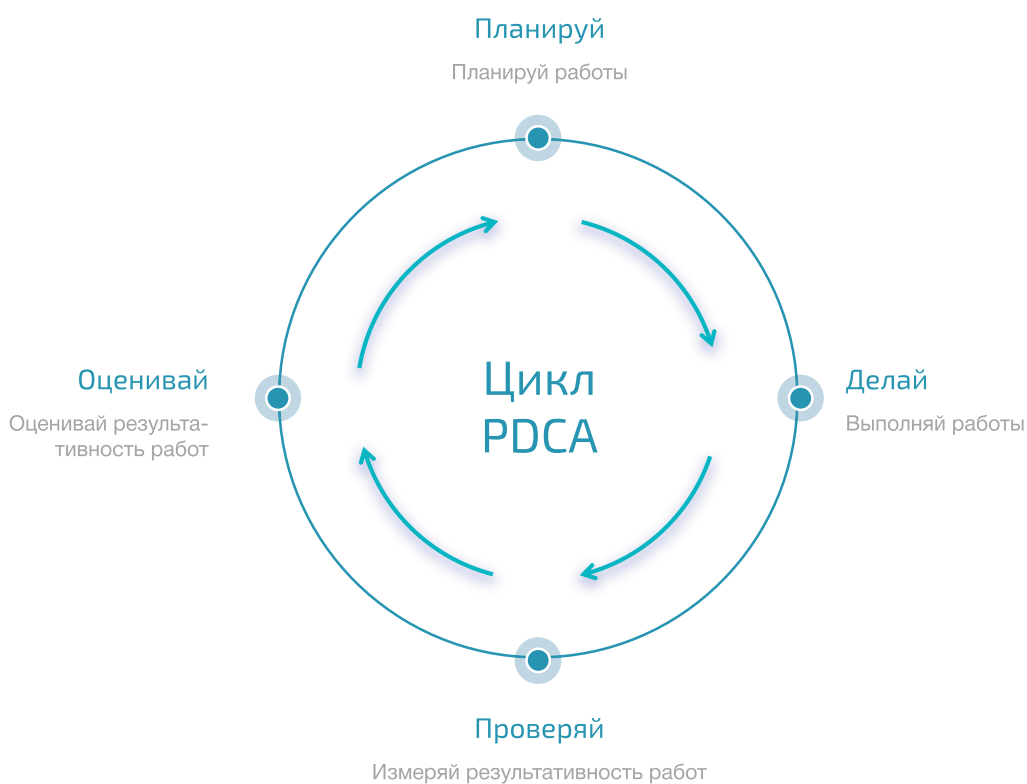 Планируй
Планируй работы
Оценивай
Оценивай результа-
тивность работ
Цикл
PDCA
Делай
Выполняй работы
Проверяй
Измеряй результативность работ